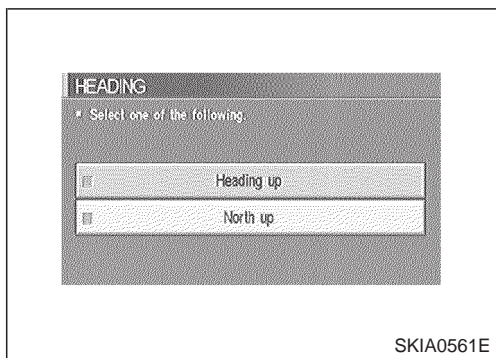 HEADING
Select one of the following.
Heading up
North up
SKIA0561E